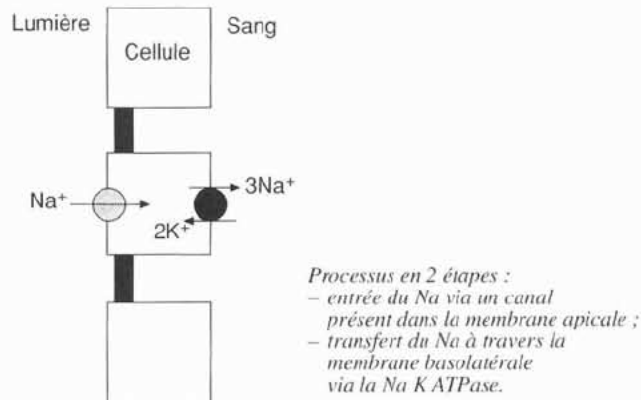 Lumière
Sang
Cellule
Na⁺
3Na⁺
2K⁺
Processus en 2 étapes :
– entrée du Na via un canal
présent dans la membrane apicale ;
– transfert du Na à travers la
membrane basolatérale
via la Na K ATPase.